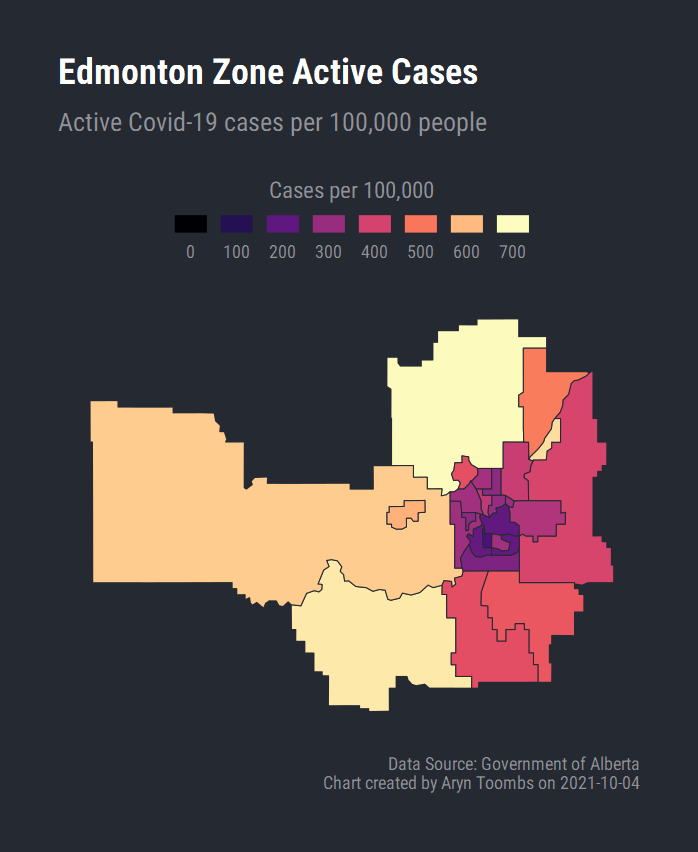 Edmonton Zone Active Cases
Active Covid-19 cases per 100,000 people
Cases per 100,000
0 100 200 300 400 500 600 700
Data Source: Government of Alberta
Chart created by Aryn Toombs on 2021-10-04